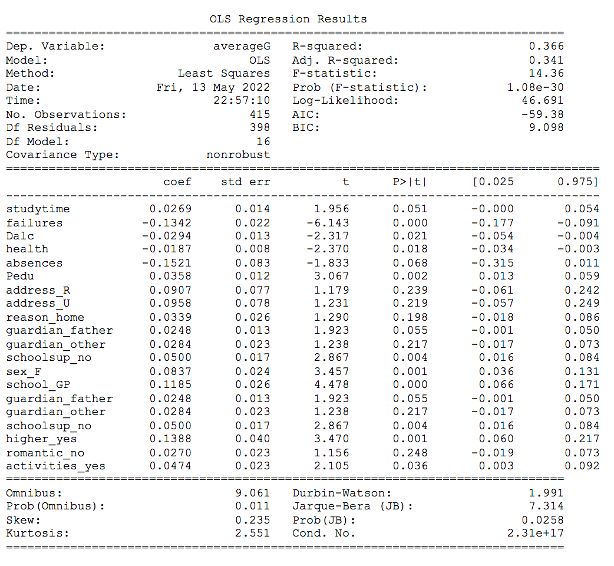 OLS Regression Results
==============================================================================
Dep. Variable: averageG R-squared: 0.366
Model: OLS Adj. R-squared: 0.341
Method: Least Squares F-statistic: 14.36
Date: Fri, 13 May 2022 Prob (F-statistic): 1.08e-30
Time: 22:57:10 Log-Likelihood: 46.691
No. Observations: 415 AIC: -59.38
Df Residuals: 398 BIC: 9.098
Df Model: 16
Covariance Type: nonrobust
==============================================================================
coef std err t P>|t| [0.025 0.975]
------------------------------------------------------------------------------
studytime 0.0269 0.014 1.956 0.051 -0.000 0.054
failures -0.1342 0.022 -6.143 0.000 -0.177 -0.091
Dalc -0.0294 0.013 -2.317 0.021 -0.054 -0.004
health -0.0187 0.008 -2.370 0.018 -0.034 -0.003
absences -0.1521 0.083 -1.833 0.068 -0.315 0.011
Pedu 0.0358 0.012 3.067 0.002 0.013 0.059
address_R 0.0907 0.077 1.179 0.239 -0.061 0.242
address_U 0.0958 0.078 1.231 0.219 -0.057 0.249
reason_home 0.0339 0.026 1.290 0.198 -0.018 0.086
guardian_father 0.0248 0.013 1.923 0.055 -0.001 0.050
guardian_other 0.0284 0.023 1.238 0.217 -0.017 0.073
schoolsup_no 0.0500 0.017 2.867 0.004 0.016 0.084
sex_F 0.0837 0.024 3.457 0.001 0.036 0.131
school_GP 0.1185 0.026 4.478 0.000 0.066 0.171
guardian_father 0.0248 0.013 1.923 0.055 -0.001 0.050
guardian_other 0.0284 0.023 1.238 0.217 -0.017 0.073
schoolsup_no 0.0500 0.017 2.867 0.004 0.016 0.084
higher_yes 0.1388 0.040 3.470 0.001 0.060 0.217
romantic_no 0.0270 0.023 1.156 0.248 -0.019 0.073
activities_yes 0.0474 0.023 2.105 0.036 0.003 0.092
==============================================================================
Omnibus: 9.061 Durbin-Watson: 1.991
Prob(Omnibus): 0.011 Jarque-Bera (JB): 7.314
Skew: 0.235 Prob(JB): 0.0258
Kurtosis: 2.551 Cond. No. 2.31e+17
==============================================================================